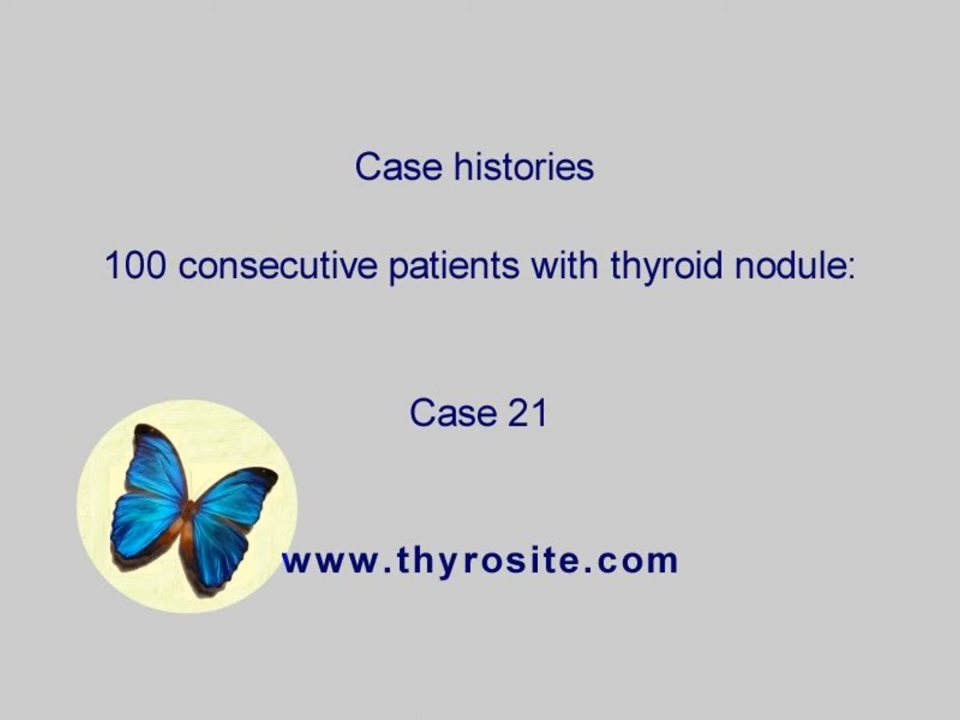 Case histories
100 consecutive patients with thyroid nodule:
Case 21
www.thyrosite.com